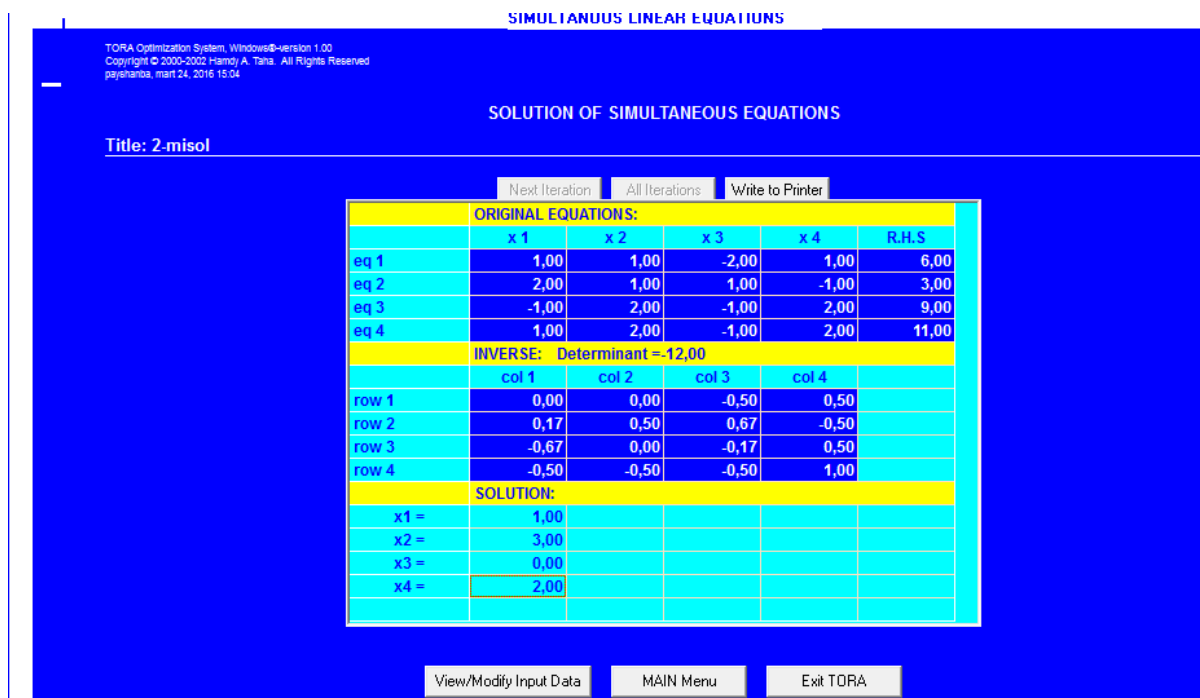 SIMULTANUUS LINEAR EQUATIUNS
TORA Optimization System, Windows®-version 1.00
Copyright © 2000-2002 Hamdy A. Taha. All Rights Reserved
payshanba, mart 24, 2016 15:04
SOLUTION OF SIMULTANEOUS EQUATIONS
Title: 2-misol
Next Iteration All Iterations Write to Printer
ORIGINAL EQUATIONS:
x 1 x 2 x 3 x 4 R.H.S
eq 1 1,00 1,00 -2,00 1,00 6,00
eq 2 2,00 1,00 1,00 -1,00 3,00
eq 3 -1,00 2,00 -1,00 2,00 9,00
eq 4 1,00 2,00 -1,00 2,00 11,00
INVERSE: Determinant =-12,00
col 1 col 2 col 3 col 4
row 1 0,00 0,00 -0,50 0,50
row 2 0,17 0,50 0,67 -0,50
row 3 -0,67 0,00 -0,17 0,50
row 4 -0,50 -0,50 -0,50 1,00
SOLUTION:
x1 = 1,00
x2 = 3,00
x3 = 0,00
x4 = 2,00
View/Modify Input Data MAIN Menu Exit TORA